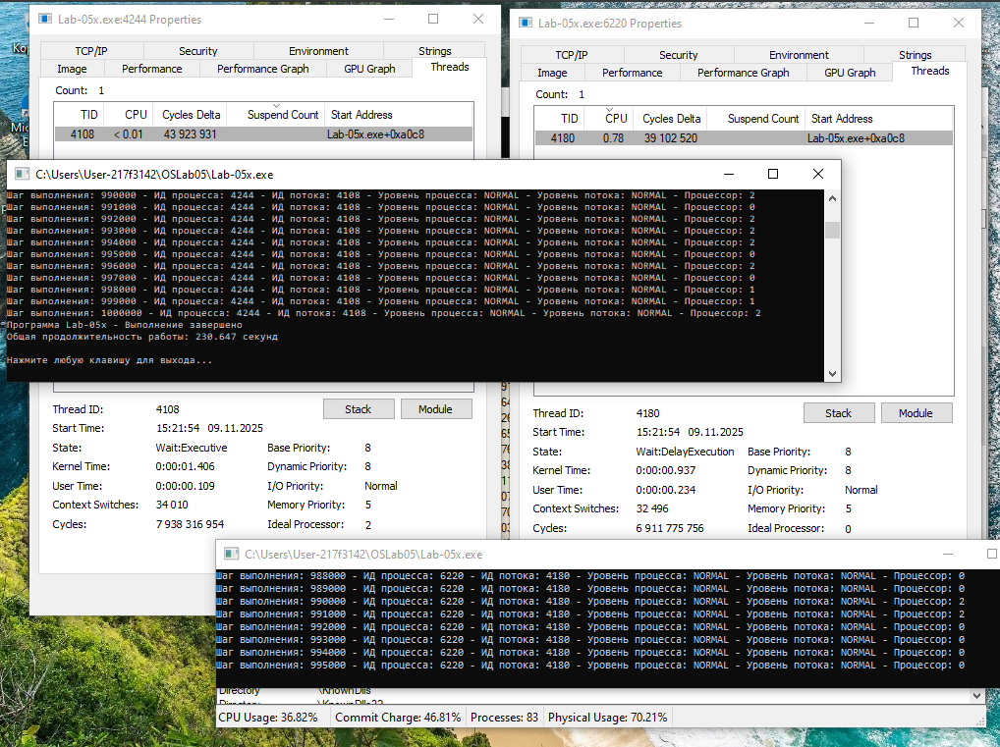 Lab-05x.exe:4244 Properties
TCP/IP Security Environment Strings
Image Performance Performance Graph GPU Graph Threads
Count: 1
TID CPU Cycles Delta Suspend Count Start Address
4108 < 0.01 43 923 931 Lab-05x.exe+0xa0c8
Lab-05x.exe:6220 Properties
TCP/IP Security Environment Strings
Image Performance Performance Graph GPU Graph Threads
Count: 1
TID CPU Cycles Delta Suspend Count Start Address
4180 0.78 39 102 520 Lab-05x.exe+0xa0c8
C:\Users\User-217f3142\OSLab05\Lab-05x.exe
Шаг выполнения: 990000 - ИД процесса: 4244 - ИД потока: 4108 - Уровень процесса: NORMAL - Уровень потока: NORMAL - Процессор: 2
Шаг выполнения: 991000 - ИД процесса: 4244 - ИД потока: 4108 - Уровень процесса: NORMAL - Уровень потока: NORMAL - Процессор: 0
Шаг выполнения: 992000 - ИД процесса: 4244 - ИД потока: 4108 - Уровень процесса: NORMAL - Уровень потока: NORMAL - Процессор: 2
Шаг выполнения: 993000 - ИД процесса: 4244 - ИД потока: 4108 - Уровень процесса: NORMAL - Уровень потока: NORMAL - Процессор: 2
Шаг выполнения: 994000 - ИД процесса: 4244 - ИД потока: 4108 - Уровень процесса: NORMAL - Уровень потока: NORMAL - Процессор: 2
Шаг выполнения: 995000 - ИД процесса: 4244 - ИД потока: 4108 - Уровень процесса: NORMAL - Уровень потока: NORMAL - Процессор: 0
Шаг выполнения: 996000 - ИД процесса: 4244 - ИД потока: 4108 - Уровень процесса: NORMAL - Уровень потока: NORMAL - Процессор: 2
Шаг выполнения: 997000 - ИД процесса: 4244 - ИД потока: 4108 - Уровень процесса: NORMAL - Уровень потока: NORMAL - Процессор: 0
Шаг выполнения: 998000 - ИД процесса: 4244 - ИД потока: 4108 - Уровень процесса: NORMAL - Уровень потока: NORMAL - Процессор: 1
Шаг выполнения: 999000 - ИД процесса: 4244 - ИД потока: 4108 - Уровень процесса: NORMAL - Уровень потока: NORMAL - Процессор: 1
Шаг выполнения: 1000000 - ИД процесса: 4244 - ИД потока: 4108 - Уровень процесса: NORMAL - Уровень потока: NORMAL - Процессор: 2
Программа Lab-05x - Выполнение завершено
Общая продолжительность работы: 230.647 секунд
Нажмите любую клавишу для выхода...
Thread ID: 4108 Stack Module
Start Time: 15:21:54 09.11.2025
State: Wait:Executive Base Priority: 8
Kernel Time: 0:00:01.406 Dynamic Priority: 8
User Time: 0:00:00.109 I/O Priority: Normal
Context Switches: 34 010 Memory Priority: 5
Cycles: 7 938 316 954 Ideal Processor: 2
Thread ID: 4180 Stack Module
Start Time: 15:21:54 09.11.2025
State: Wait:DelayExecution Base Priority: 8
Kernel Time: 0:00:00.937 Dynamic Priority: 8
User Time: 0:00:00.234 I/O Priority: Normal
Context Switches: 32 496 Memory Priority: 5
Cycles: 6 911 775 756 Ideal Processor: 0
C:\Users\User-217f3142\OSLab05\Lab-05x.exe
Шаг выполнения: 988000 - ИД процесса: 6220 - ИД потока: 4180 - Уровень процесса: NORMAL - Уровень потока: NORMAL - Процессор: 0
Шаг выполнения: 989000 - ИД процесса: 6220 - ИД потока: 4180 - Уровень процесса: NORMAL - Уровень потока: NORMAL - Процессор: 0
Шаг выполнения: 990000 - ИД процесса: 6220 - ИД потока: 4180 - Уровень процесса: NORMAL - Уровень потока: NORMAL - Процессор: 2
Шаг выполнения: 991000 - ИД процесса: 6220 - ИД потока: 4180 - Уровень процесса: NORMAL - Уровень потока: NORMAL - Процессор: 2
Шаг выполнения: 992000 - ИД процесса: 6220 - ИД потока: 4180 - Уровень процесса: NORMAL - Уровень потока: NORMAL - Процессор: 0
Шаг выполнения: 993000 - ИД процесса: 6220 - ИД потока: 4180 - Уровень процесса: NORMAL - Уровень потока: NORMAL - Процессор: 0
Шаг выполнения: 994000 - ИД процесса: 6220 - ИД потока: 4180 - Уровень процесса: NORMAL - Уровень потока: NORMAL - Процессор: 0
Шаг выполнения: 995000 - ИД процесса: 6220 - ИД потока: 4180 - Уровень процесса: NORMAL - Уровень потока: NORMAL - Процессор: 0
Directory \KnownDlls
CPU Usage: 36.82% Commit Charge: 46.81% Processes: 83 Physical Usage: 70.21%